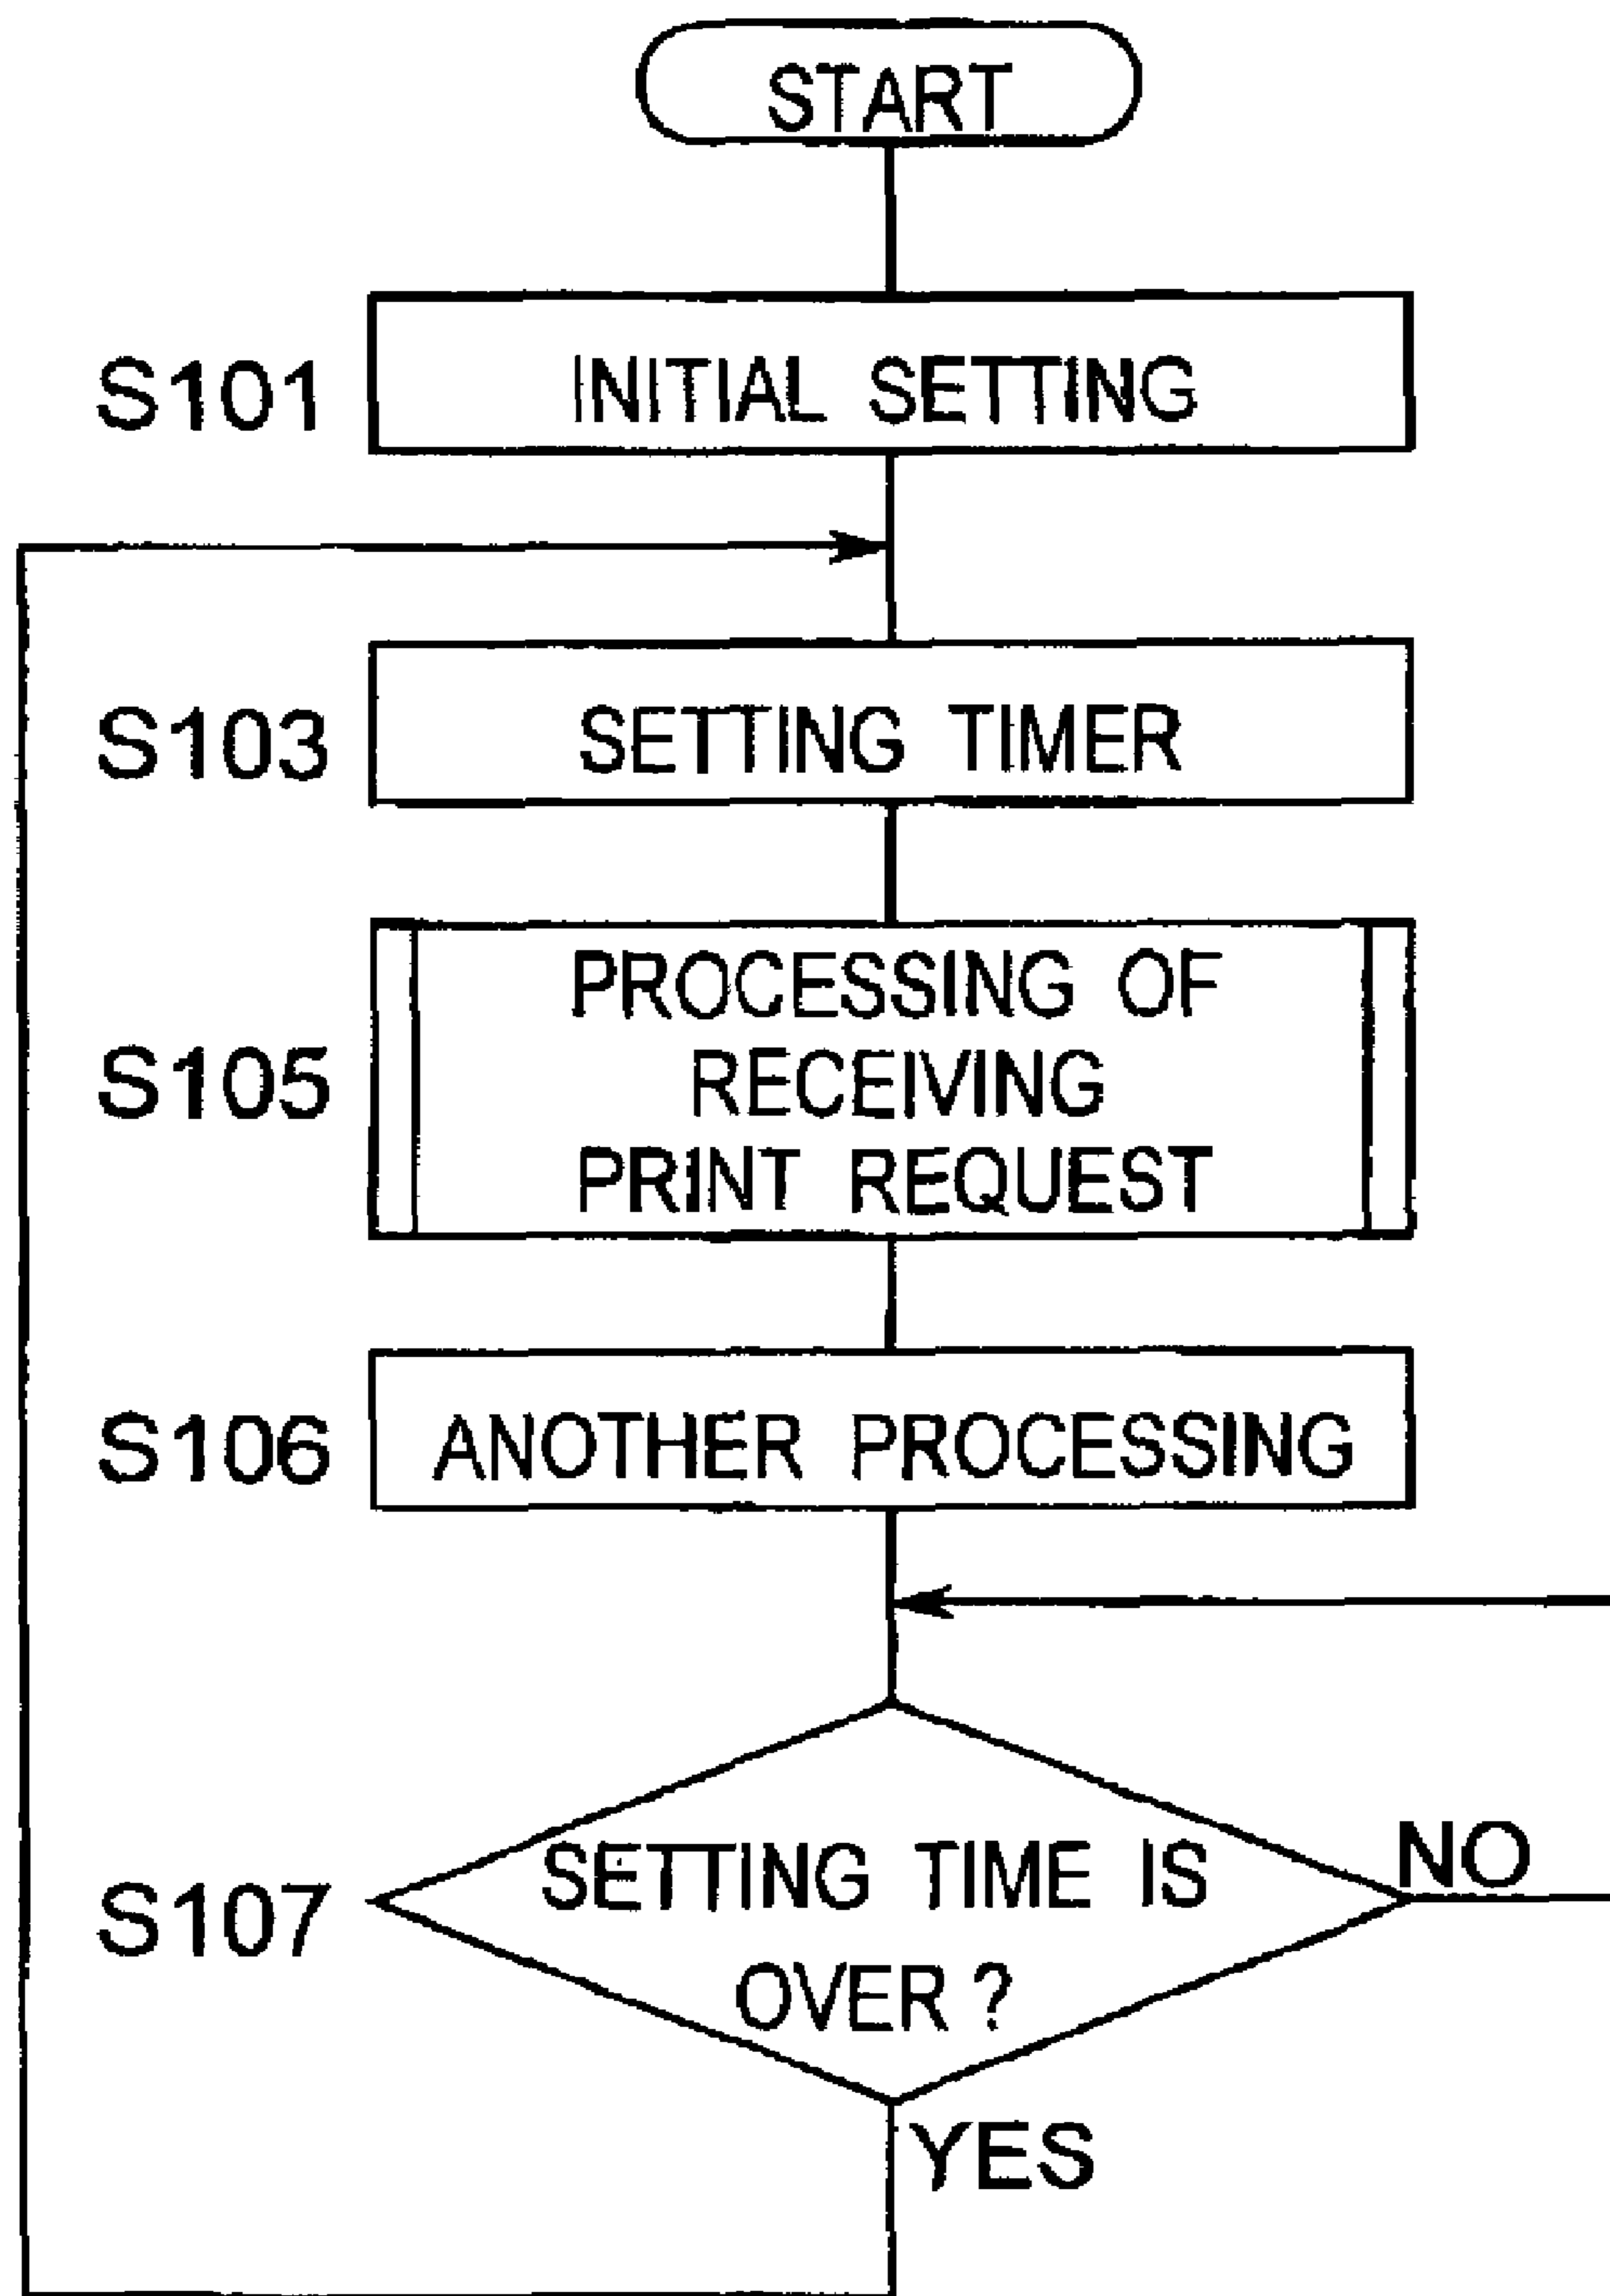 START
S101
INITIAL SETTING
S103
SETTING TIMER
S105
PROCESSING OF
RECEIVING
PRINT REQUEST
S106
ANOTHER PROCESSING
S107
SETTING TIME IS
OVER ?
NO
YES